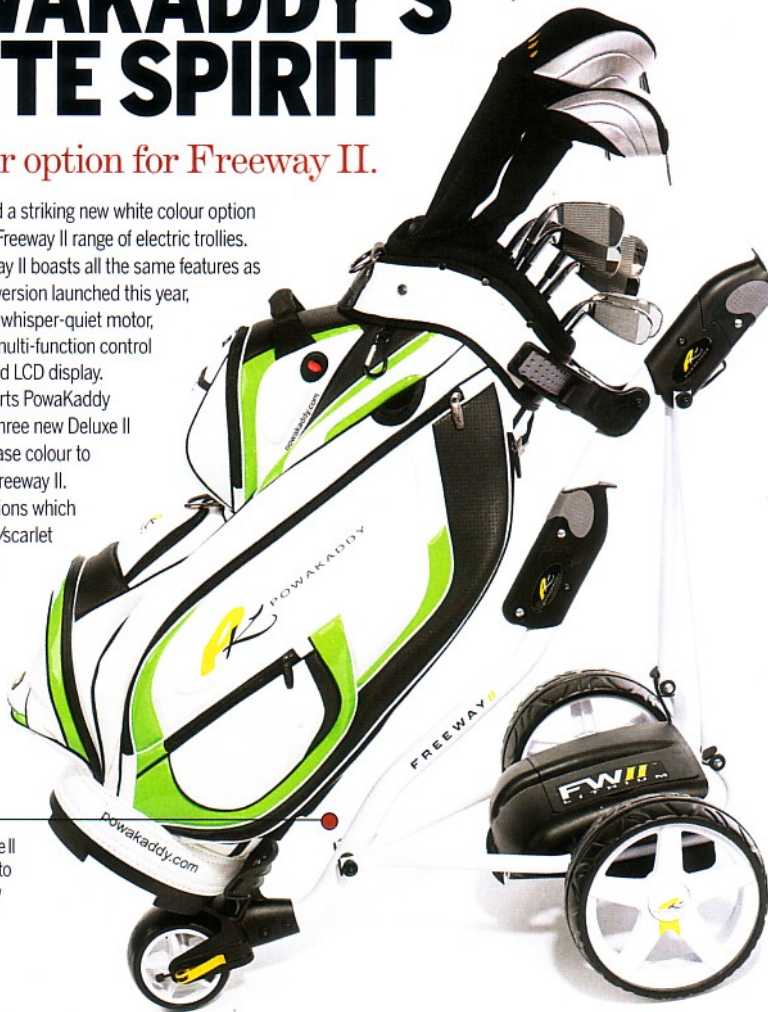 WAKADDY'S
TE SPIRIT
r option for Freeway II.
d a striking new white colour option
Freeway II range of electric trollies.
ay II boasts all the same features as
version launched this year,
whisper-quiet motor,
multi-function control
d LCD display.
rts PowaKaddy
hree new Deluxe II
ase colour to
reeway II.
ions which
/scarlet
powakaddy.com
POWAKADDY
FREEWAY II
FWII
LITHIUM
powakaddy.com
e II
to